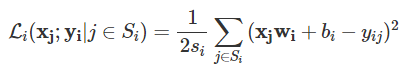 ℒᵢ(𝐱ⱼ; 𝐲ᵢ|j ∈ Sᵢ) = 1/(2sᵢ) ∑_{j∈Sᵢ} (𝐱ⱼ𝐰ᵢ + bᵢ − yᵢⱼ)²